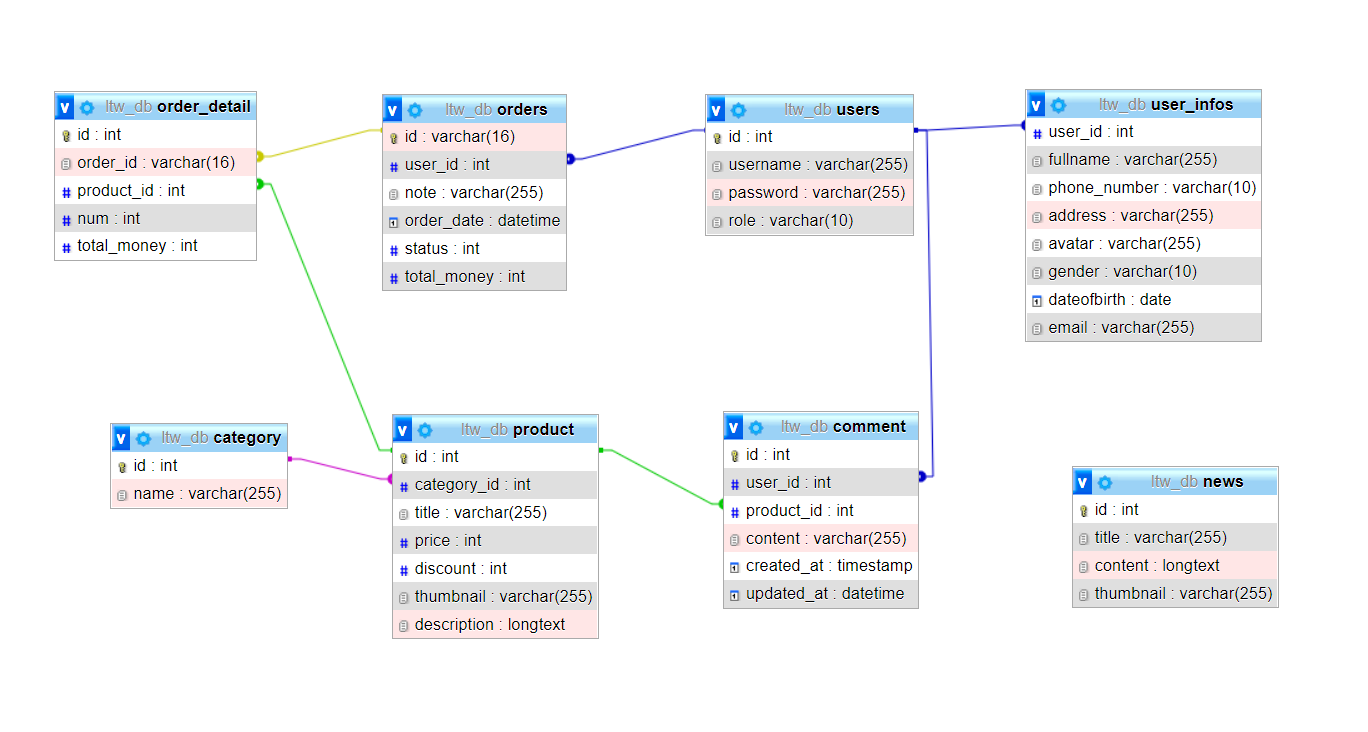 v ltw_db order_detail
id : int
order_id : varchar(16)
product_id : int
num : int
total_money : int
v ltw_db orders
id : varchar(16)
user_id : int
note : varchar(255)
order_date : datetime
status : int
total_money : int
v ltw_db users
id : int
username : varchar(255)
password : varchar(255)
role : varchar(10)
v ltw_db user_infos
user_id : int
fullname : varchar(255)
phone_number : varchar(10)
address : varchar(255)
avatar : varchar(255)
gender : varchar(10)
dateofbirth : date
email : varchar(255)
v ltw_db category
id : int
name : varchar(255)
v ltw_db product
id : int
category_id : int
title : varchar(255)
price : int
discount : int
thumbnail : varchar(255)
description : longtext
v ltw_db comment
id : int
user_id : int
product_id : int
content : varchar(255)
created_at : timestamp
updated_at : datetime
v ltw_db news
id : int
title : varchar(255)
content : longtext
thumbnail : varchar(255)